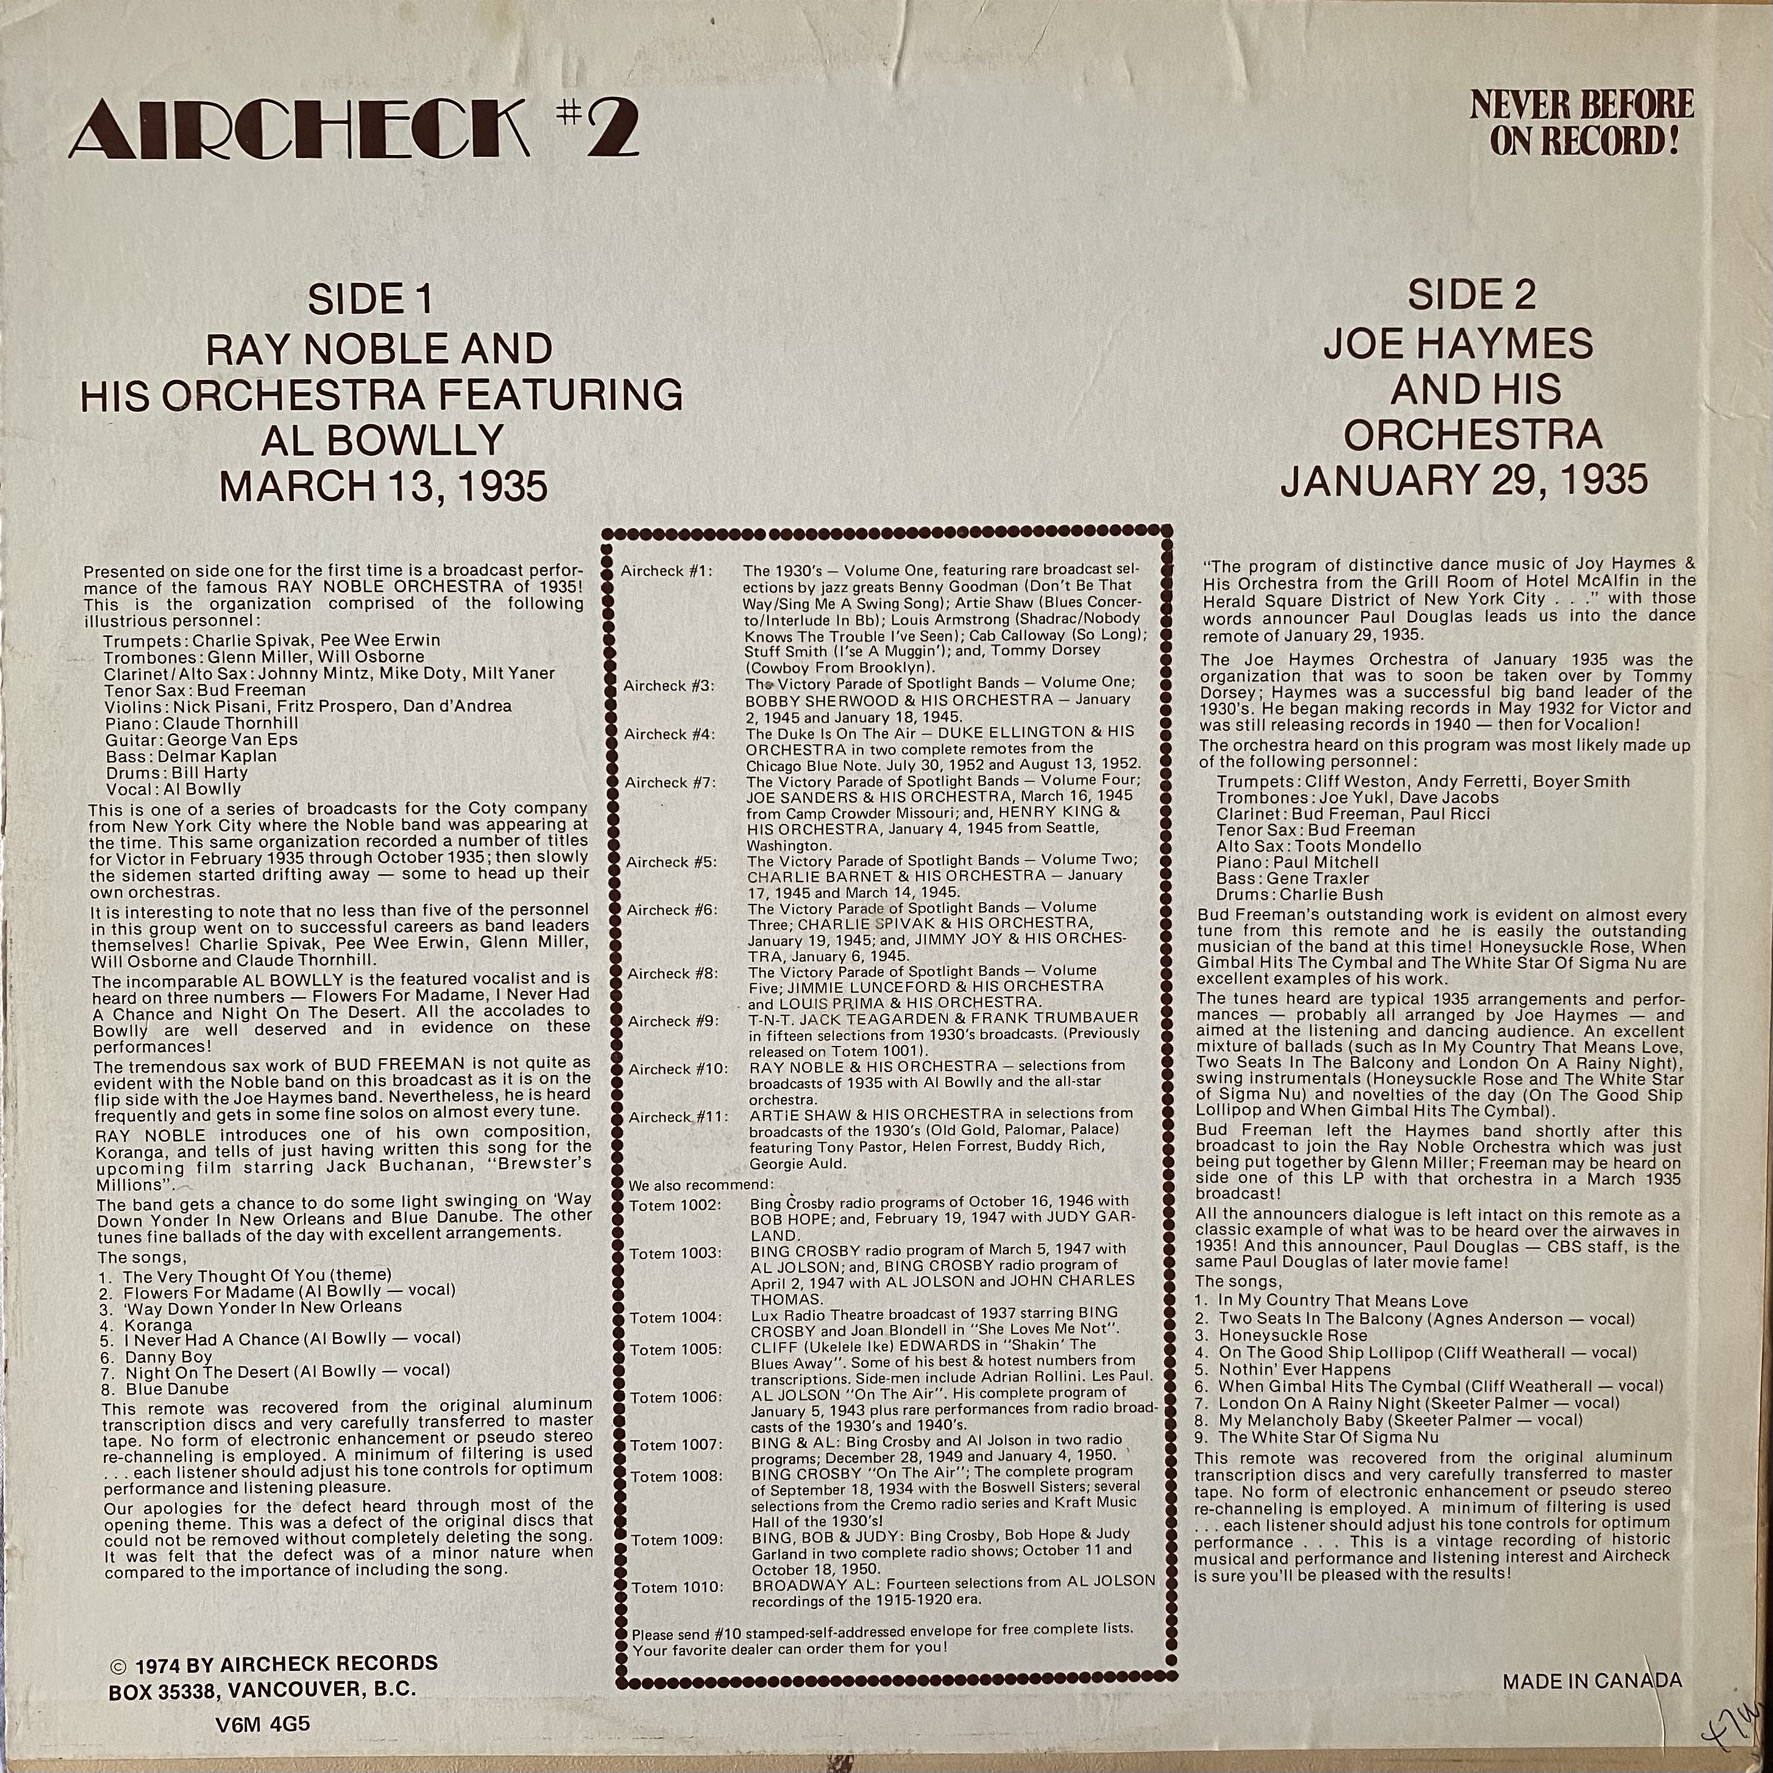 AIRCHECK #2
NEVER BEFORE
ON RECORD!
SIDE 1
RAY NOBLE AND
HIS ORCHESTRA FEATURING
AL BOWLLY
MARCH 13, 1935
SIDE 2
JOE HAYMES
AND HIS
ORCHESTRA
JANUARY 29, 1935
Presented on side one for the first time is a broadcast perfor-
mance of the famous RAY NOBLE ORCHESTRA of 1935!
This is the organization comprised of the following
illustrious personnel:
Trumpets: Charlie Spivak, Pee Wee Erwin
Trombones: Glenn Miller, Will Osborne
Clarinet/Alto Sax: Johnny Mintz, Mike Doty, Milt Yaner
Tenor Sax: Bud Freeman
Violins: Nick Pisani, Fritz Prospero, Dan d'Andrea
Piano: Claude Thornhill
Guitar: George Van Eps
Bass: Delmar Kaplan
Drums: Bill Harty
Vocal: Al Bowlly
This is one of a series of broadcasts for the Coty company
from New York City where the Noble band was appearing at
the time. This same organization recorded a number of titles
for Victor in February 1935 through October 1935; then slowly
the sidemen started drifting away — some to head up their
own orchestras.
It is interesting to note that no less than five of the personnel
in this group went on to successful careers as band leaders
themselves! Charlie Spivak, Pee Wee Erwin, Glenn Miller,
Will Osborne and Claude Thornhill.
The incomparable AL BOWLLY is the featured vocalist and is
heard on three numbers — Flowers For Madame, I Never Had
A Chance and Night On The Desert. All the accolades to
Bowlly are well deserved and in evidence on these
performances!
The tremendous sax work of BUD FREEMAN is not quite as
evident with the Noble band on this broadcast as it is on the
flip side with the Joe Haymes band. Nevertheless, he is heard
frequently and gets in some fine solos on almost every tune.
RAY NOBLE introduces one of his own composition,
Koranga, and tells of just having written this song for the
upcoming film starring Jack Buchanan, "Brewster's
Millions".
The band gets a chance to do some light swinging on 'Way
Down Yonder In New Orleans and Blue Danube. The other
tunes fine ballads of the day with excellent arrangements.
The songs,
1. The Very Thought Of You (theme)
2. Flowers For Madame (Al Bowlly — vocal)
3. 'Way Down Yonder In New Orleans
4. Koranga
5. I Never Had A Chance (Al Bowlly — vocal)
6. Danny Boy
7. Night On The Desert (Al Bowlly — vocal)
8. Blue Danube
This remote was recovered from the original aluminum
transcription discs and very carefully transferred to master
tape. No form of electronic enhancement or pseudo stereo
re-channeling is employed. A minimum of filtering is used
. . . each listener should adjust his tone controls for optimum
performance and listening pleasure.
Our apologies for the defect heard through most of the
opening theme. This was a defect of the original discs that
could not be removed without completely deleting the song.
It was felt that the defect was of a minor nature when
compared to the importance of including the song.
© 1974 BY AIRCHECK RECORDS
BOX 35338, VANCOUVER, B.C.
V6M 4G5
Aircheck #1: The 1930's — Volume One, featuring rare broadcast sel-
ections by jazz greats Benny Goodman (Don't Be That
Way/Sing Me A Swing Song); Artie Shaw (Blues Concer-
to/Interlude In Bb); Louis Armstrong (Shadrac/Nobody
Knows The Trouble I've Seen); Cab Calloway (So Long);
Stuff Smith (I'se A Muggin'); and, Tommy Dorsey
(Cowboy From Brooklyn).
Aircheck #3: The Victory Parade of Spotlight Bands — Volume One;
BOBBY SHERWOOD & HIS ORCHESTRA — January
2, 1945 and January 18, 1945.
Aircheck #4: The Duke Is On The Air — DUKE ELLINGTON & HIS
ORCHESTRA in two complete remotes from the
Chicago Blue Note. July 30, 1952 and August 13, 1952.
Aircheck #7: The Victory Parade of Spotlight Bands — Volume Four;
JOE SANDERS & HIS ORCHESTRA, March 16, 1945
from Camp Crowder Missouri; and, HENRY KING &
HIS ORCHESTRA, January 4, 1945 from Seattle,
Washington.
Aircheck #5: The Victory Parade of Spotlight Bands — Volume Two;
CHARLIE BARNET & HIS ORCHESTRA — January
17, 1945 and March 14, 1945.
Aircheck #6: The Victory Parade of Spotlight Bands — Volume
Three; CHARLIE SPIVAK & HIS ORCHESTRA,
January 19, 1945; and, JIMMY JOY & HIS ORCHES-
TRA, January 6, 1945.
Aircheck #8: The Victory Parade of Spotlight Bands — Volume
Five; JIMMIE LUNCEFORD & HIS ORCHESTRA
and LOUIS PRIMA & HIS ORCHESTRA.
Aircheck #9: T-N-T. JACK TEAGARDEN & FRANK TRUMBAUER
in fifteen selections from 1930's broadcasts. (Previously
released on Totem 1001).
Aircheck #10: RAY NOBLE & HIS ORCHESTRA — selections from
broadcasts of 1935 with Al Bowlly and the all-star
orchestra.
Aircheck #11: ARTIE SHAW & HIS ORCHESTRA in selections from
broadcasts of the 1930's (Old Gold, Palomar, Palace)
featuring Tony Pastor, Helen Forrest, Buddy Rich,
Georgie Auld.
We also recommend:
Totem 1002: Bing Crosby radio programs of October 16, 1946 with
BOB HOPE; and, February 19, 1947 with JUDY GAR-
LAND.
Totem 1003: BING CROSBY radio program of March 5, 1947 with
AL JOLSON; and, BING CROSBY radio program of
April 2, 1947 with AL JOLSON and JOHN CHARLES
THOMAS.
Totem 1004: Lux Radio Theatre broadcast of 1937 starring BING
CROSBY and Joan Blondell in "She Loves Me Not".
Totem 1005: CLIFF (Ukelele Ike) EDWARDS in "Shakin' The
Blues Away". Some of his best & hotest numbers from
transcriptions. Side-men include Adrian Rollini. Les Paul.
Totem 1006: AL JOLSON "On The Air". His complete program of
January 5, 1943 plus rare performances from radio broad-
casts of the 1930's and 1940's.
Totem 1007: BING & AL: Bing Crosby and Al Jolson in two radio
programs; December 28, 1949 and January 4, 1950.
Totem 1008: BING CROSBY "On The Air"; The complete program
of September 18, 1934 with the Boswell Sisters; several
selections from the Cremo radio series and Kraft Music
Hall of the 1930's!
Totem 1009: BING, BOB & JUDY: Bing Crosby, Bob Hope & Judy
Garland in two complete radio shows; October 11 and
October 18, 1950.
Totem 1010: BROADWAY AL: Fourteen selections from AL JOLSON
recordings of the 1915-1920 era.
Please send #10 stamped-self-addressed envelope for free complete lists.
Your favorite dealer can order them for you!
"The program of distinctive dance music of Joy Haymes &
His Orchestra from the Grill Room of Hotel McAlfin in the
Herald Square District of New York City . . ." with those
words announcer Paul Douglas leads us into the dance
remote of January 29, 1935.
The Joe Haymes Orchestra of January 1935 was the
organization that was to soon be taken over by Tommy
Dorsey; Haymes was a successful big band leader of the
1930's. He began making records in May 1932 for Victor and
was still releasing records in 1940 — then for Vocalion!
The orchestra heard on this program was most likely made up
of the following personnel:
Trumpets: Cliff Weston, Andy Ferretti, Boyer Smith
Trombones: Joe Yukl, Dave Jacobs
Clarinet: Bud Freeman, Paul Ricci
Tenor Sax: Bud Freeman
Alto Sax: Toots Mondello
Piano: Paul Mitchell
Bass: Gene Traxler
Drums: Charlie Bush
Bud Freeman's outstanding work is evident on almost every
tune from this remote and he is easily the outstanding
musician of the band at this time! Honeysuckle Rose, When
Gimbal Hits The Cymbal and The White Star Of Sigma Nu are
excellent examples of his work.
The tunes heard are typical 1935 arrangements and perfor-
mances — probably all arranged by Joe Haymes — and
aimed at the listening and dancing audience. An excellent
mixture of ballads (such as In My Country That Means Love,
Two Seats In The Balcony and London On A Rainy Night),
swing instrumentals (Honeysuckle Rose and The White Star
of Sigma Nu) and novelties of the day (On The Good Ship
Lollipop and When Gimbal Hits The Cymbal).
Bud Freeman left the Haymes band shortly after this
broadcast to join the Ray Noble Orchestra which was just
being put together by Glenn Miller; Freeman may be heard on
side one of this LP with that orchestra in a March 1935
broadcast!
All the announcers dialogue is left intact on this remote as a
classic example of what was to be heard over the airwaves in
1935! And this announcer, Paul Douglas — CBS staff, is the
same Paul Douglas of later movie fame!
The songs,
1. In My Country That Means Love
2. Two Seats In The Balcony (Agnes Anderson — vocal)
3. Honeysuckle Rose
4. On The Good Ship Lollipop (Cliff Weatherall — vocal)
5. Nothin' Ever Happens
6. When Gimbal Hits The Cymbal (Cliff Weatherall — vocal)
7. London On A Rainy Night (Skeeter Palmer — vocal)
8. My Melancholy Baby (Skeeter Palmer — vocal)
9. The White Star Of Sigma Nu
This remote was recovered from the original aluminum
transcription discs and very carefully transferred to master
tape. No form of electronic enhancement or pseudo stereo
re-channeling is employed. A minimum of filtering is used
. . . each listener should adjust his tone controls for optimum
performance . . . This is a vintage recording of historic
musical and performance and listening interest and Aircheck
is sure you'll be pleased with the results!
MADE IN CANADA